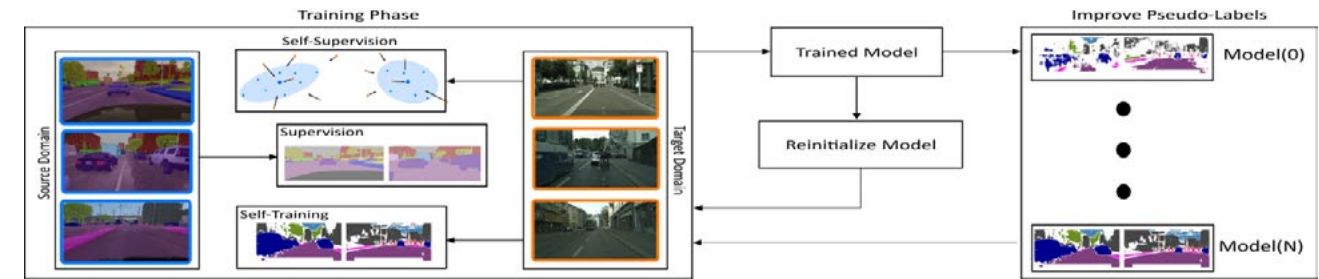 Training Phase
Improve Pseudo-Labels
Self-Supervision
Source Domain
Supervision
Self-Training
Target Domain
Trained Model
Reinitialize Model
Model(0)
Model(N)